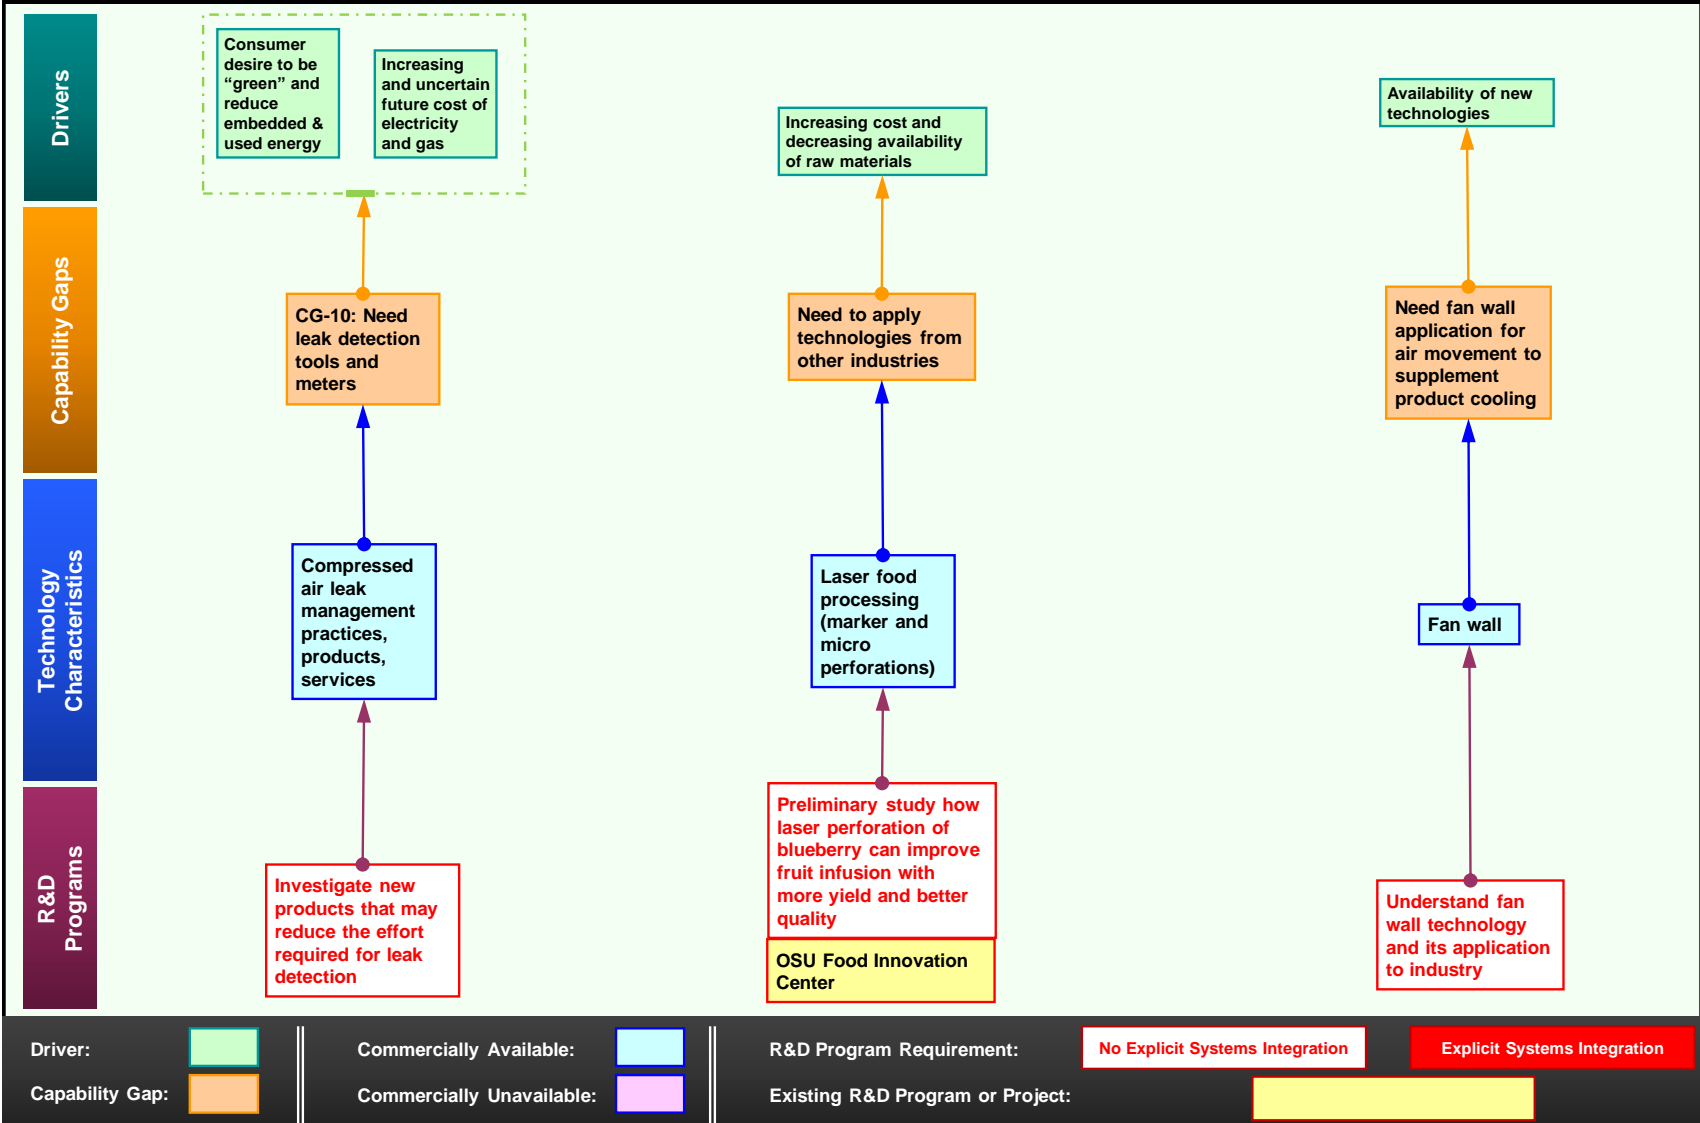 Drivers
Consumer
desire to be
“green” and
reduce
embedded &
used energy
Increasing
and uncertain
future cost of
electricity
and gas
Increasing cost and
decreasing availability
of raw materials
Availability of new
technologies
Capability Gaps
CG-10: Need
leak detection
tools and
meters
Need to apply
technologies from
other industries
Need fan wall
application for
air movement to
supplement
product cooling
Technology
Characteristics
Compressed
air leak
management
practices,
products,
services
Laser food
processing
(marker and
micro
perforations)
Fan wall
R&D
Programs
Investigate new
products that may
reduce the effort
required for leak
detection
Preliminary study how
laser perforation of
blueberry can improve
fruit infusion with
more yield and better
quality
OSU Food Innovation
Center
Understand fan
wall technology
and its application
to industry
Driver:
Capability Gap:
Commercially Available:
Commercially Unavailable:
R&D Program Requirement:
No Explicit Systems Integration
Explicit Systems Integration
Existing R&D Program or Project: